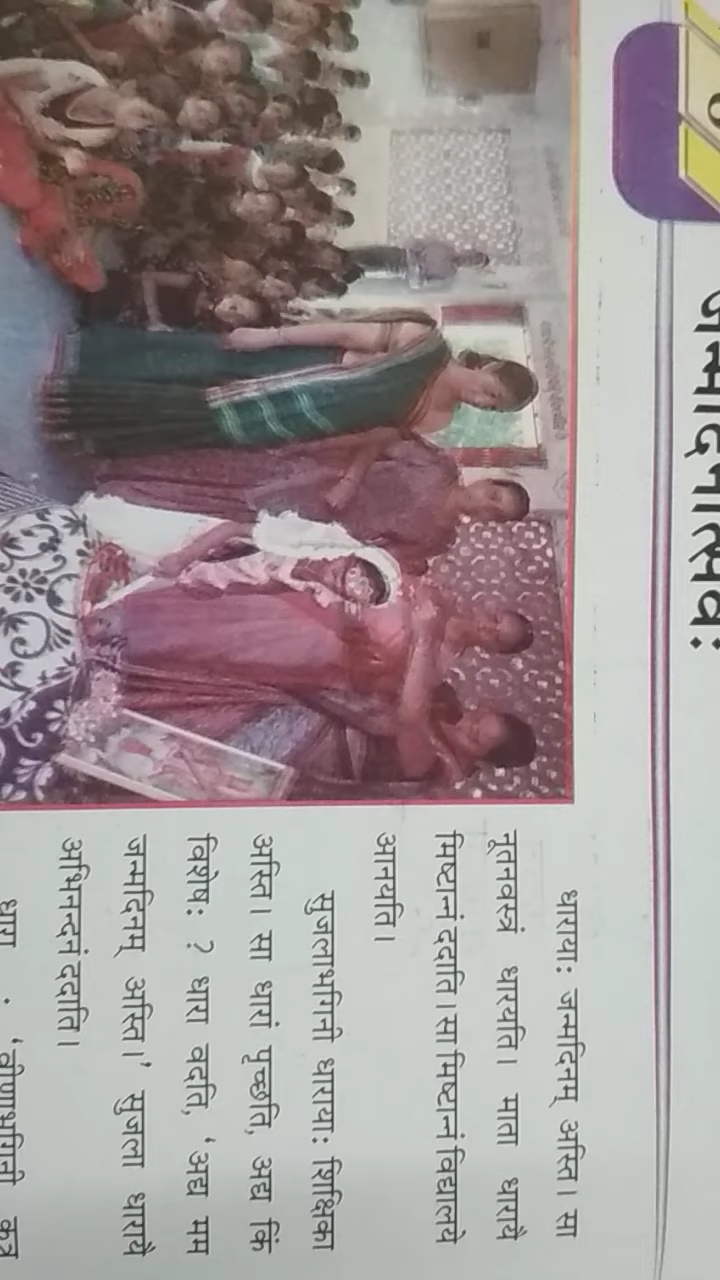 जन्मदिनोत्सवः
धारायाः जन्मदिनम् अस्ति। सा
नूतनवस्त्रं धारयति। माता धारायै
मिष्टान्नं ददाति। सा मिष्टान्नं विद्यालये
आनयति।
सुजलाभगिनी धारायाः शिक्षिका
अस्ति। सा धारां पृच्छति, अद्य किं
विशेषः ? धारा वदति, ‘अद्य मम
जन्मदिनम् अस्ति।’ सुजला धारायै
अभिनन्दनं ददाति।
धारा : ‘वीणाभगिनी कुत्र